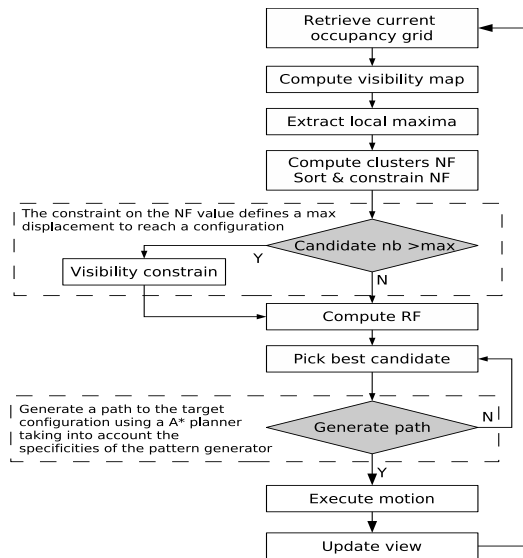 Retrieve current
occupancy grid
Compute visibility map
Extract local maxima
Compute clusters NF
Sort & constrain NF
The constraint on the NF value defines a max
displacement to reach a configuration
Candidate nb >max
Y
Visibility constrain
N
Compute RF
Pick best candidate
Generate a path to the target
configuration using a A* planner
taking into account the
specificities of the pattern generator
Generate path
N
Y
Execute motion
Update view